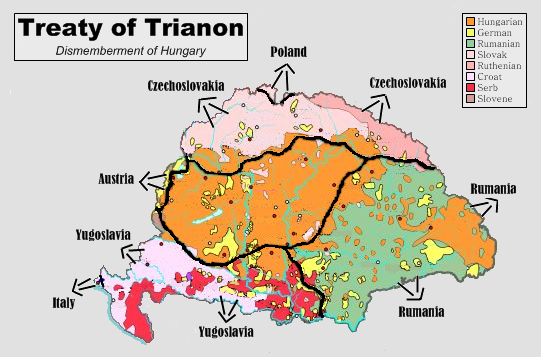 Treaty of Trianon
Dismemberment of Hungary
Hungarian
German
Rumanian
Slovak
Ruthenian
Croat
Serb
Slovene
Poland
Czechoslovakia
Czechoslovakia
Austria
Rumania
Yugoslavia
Italy
Yugoslavia
Rumania